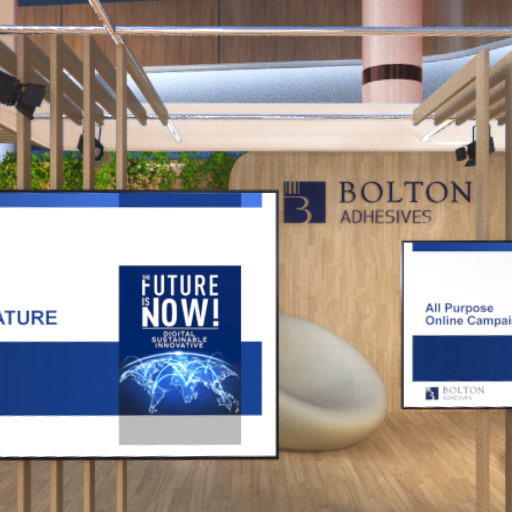 BOLTON
ADHESIVES
ATURE
THE
FUTURE
IS
NOW!
DIGITAL
SUSTAINABLE
INNOVATIVE
All Purpose
Online Campai
BOLTON
ADHESIVES